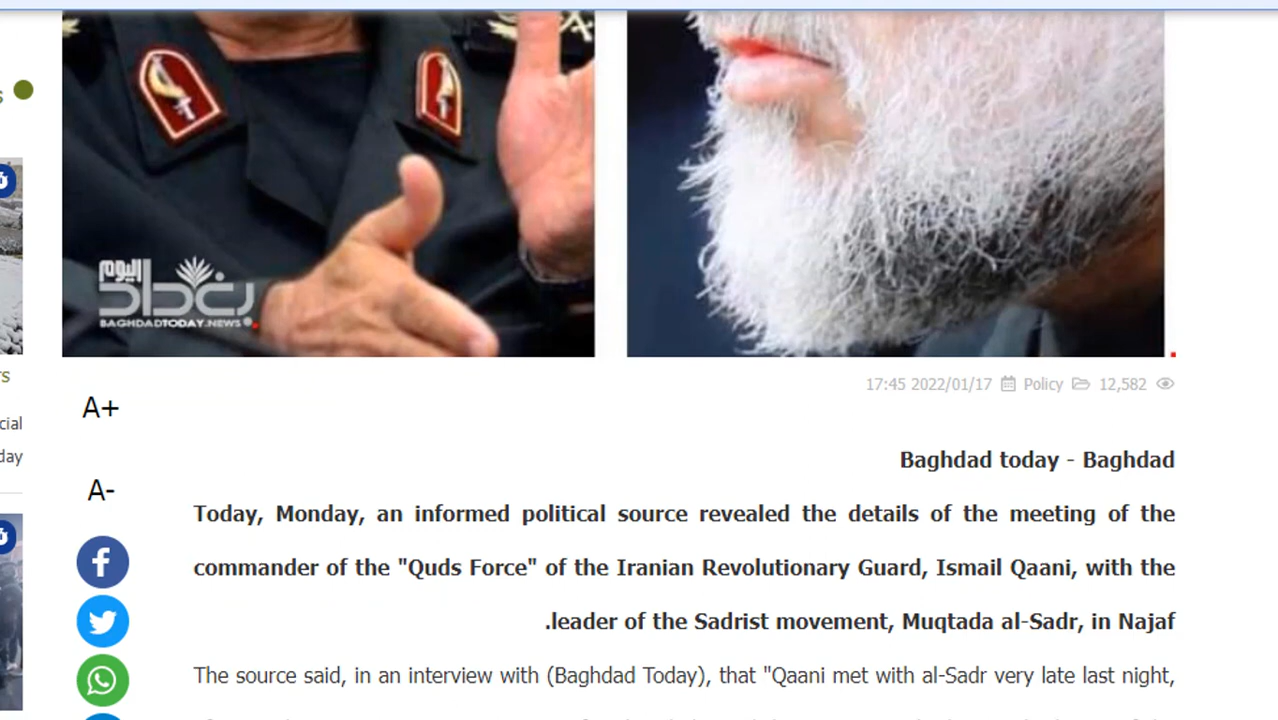 s
اليوم
بغداد
BAGHDADTODAY.NEWS
17:45 2022/01/17 Policy 12,582
rs
A+
cial
day
A-
Baghdad today - Baghdad
Today, Monday, an informed political source revealed the details of the meeting of the
commander of the "Quds Force" of the Iranian Revolutionary Guard, Ismail Qaani, with the
.leader of the Sadrist movement, Muqtada al-Sadr, in Najaf
The source said, in an interview with (Baghdad Today), that "Qaani met with al-Sadr very late last night,